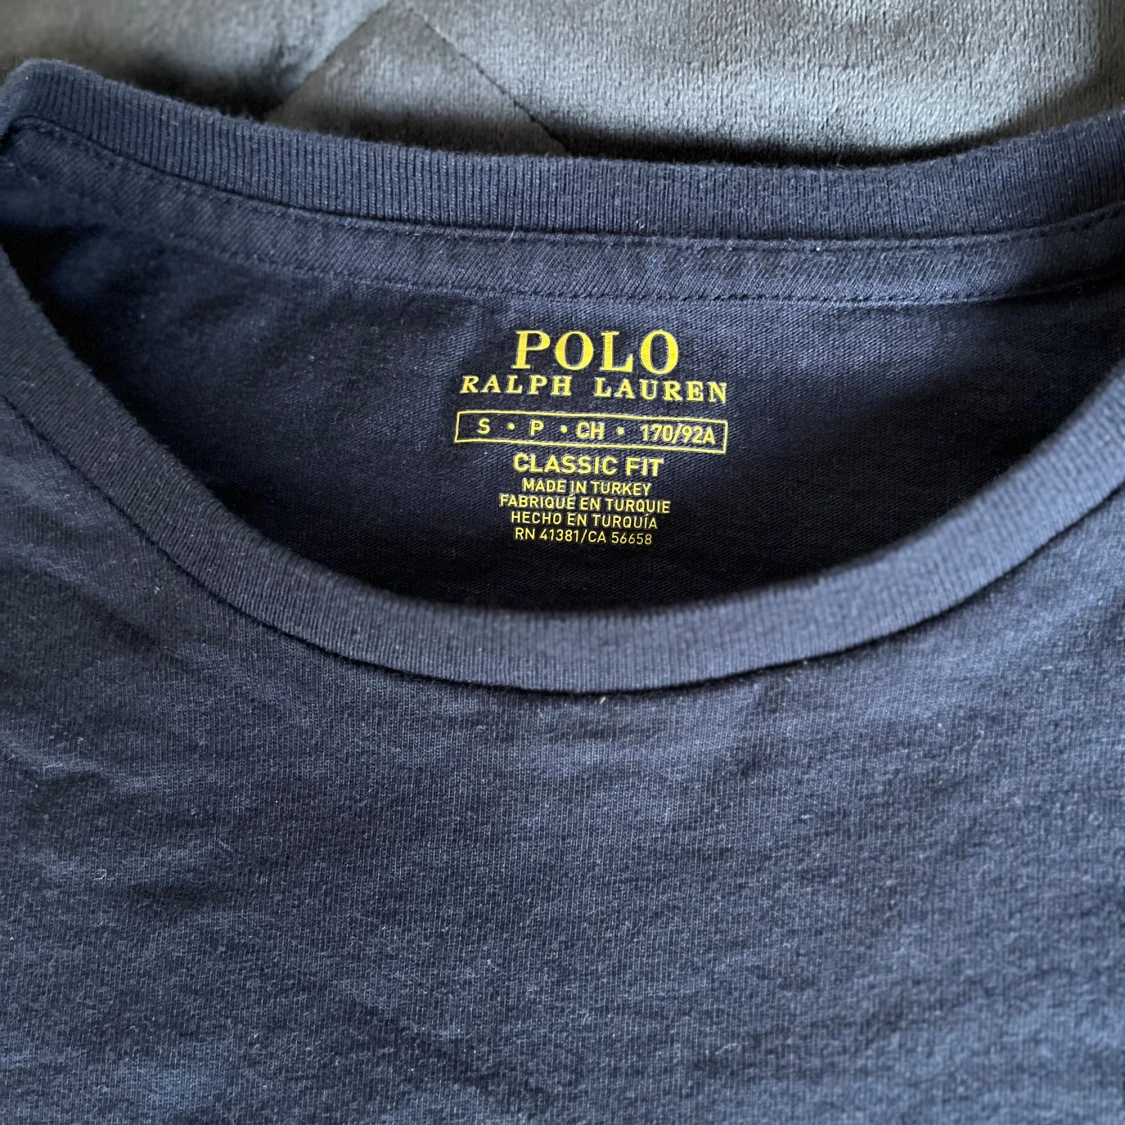 POLO
RALPH LAUREN
S • P • CH • 170/92A
CLASSIC FIT
MADE IN TURKEY
FABRIQUÉ EN TURQUIE
HECHO EN TURQUÍA
RN 41381/CA 56658